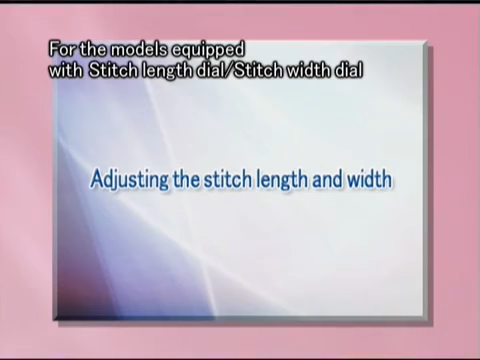 For the models equipped
with Stitch length dial/Stitch width dial
Adjusting the stitch length and width